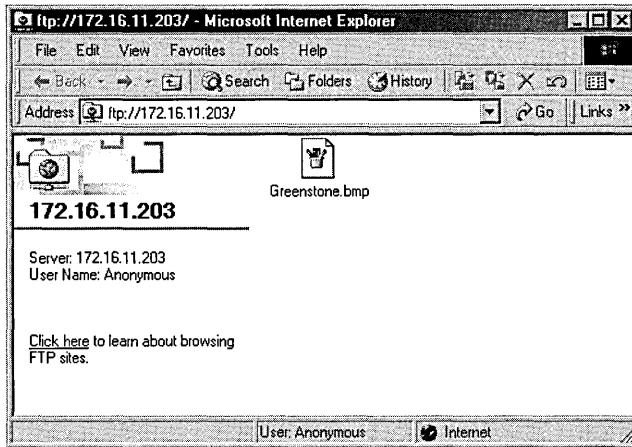 ftp://172.16.11.203/ - Microsoft Internet Explorer
File Edit View Favorites Tools Help
Back Search Folders History
Address ftp://172.16.11.203/ Go Links »
Greenstone.bmp
172.16.11.203
Server: 172.16.11.203
User Name: Anonymous
Click here to learn about browsing
FTP sites.
User: Anonymous Internet